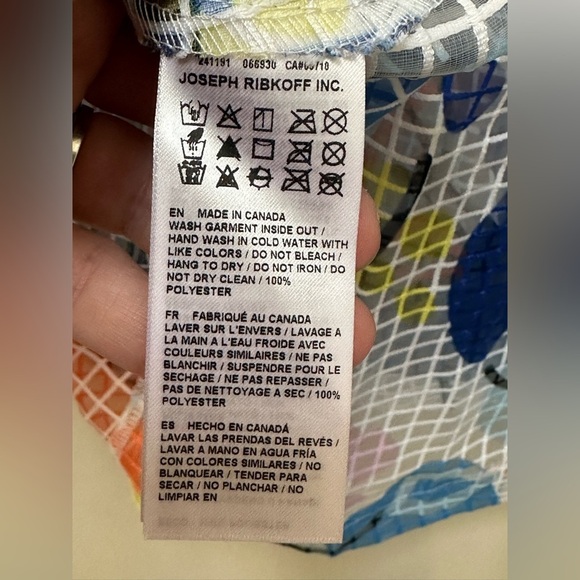 241191 066930
JOSEPH RIBKOFF INC.
EN MADE IN CANADA
WASH GARMENT INSIDE OUT /
HAND WASH IN COLD WATER WITH
LIKE COLORS / DO NOT BLEACH /
HANG TO DRY / DO NOT IRON / DO
NOT DRY CLEAN / 100%
POLYESTER
FR FABRIQUÉ AU CANADA
LAVER SUR L'ENVERS / LAVAGE A
LA MAIN A L'EAU FROIDE AVEC
COULEURS SIMILAIRES / NE PAS
BLANCHIR / SUSPENDRE POUR LE
SECHAGE / NE PAS REPASSER /
PAS DE NETTOYAGE A SEC / 100%
POLYESTER
ES HECHO EN CANADÁ
LAVAR LAS PRENDAS DEL REVÉS /
LAVAR A MANO EN AGUA FRÍA
CON COLORES SIMILARES / NO
BLANQUEAR / TENDER PARA
SECAR / NO PLANCHAR / NO
LIMPIAR EN